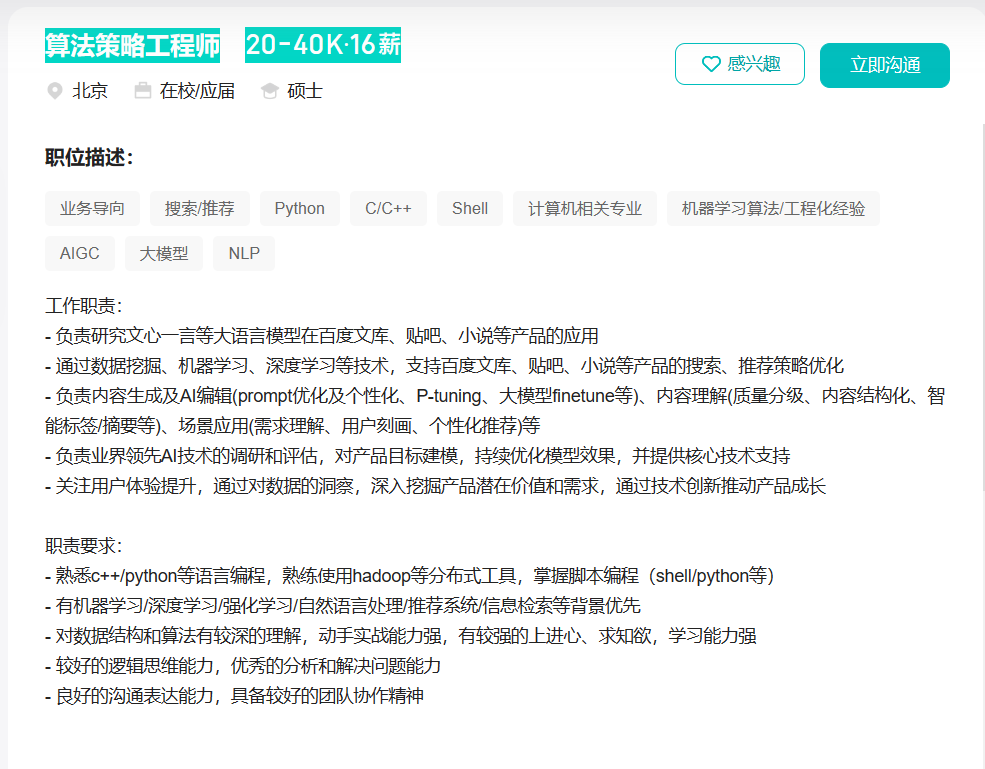 算法策略工程师 20-40K·16薪
感兴趣 立即沟通
北京 在校/应届 硕士
职位描述：
业务导向 搜索/推荐 Python C/C++ Shell 计算机相关专业 机器学习算法/工程化经验
AIGC 大模型 NLP
工作职责：
- 负责研究文心一言等大语言模型在百度文库、贴吧、小说等产品的应用
- 通过数据挖掘、机器学习、深度学习等技术，支持百度文库、贴吧、小说等产品的搜索、推荐策略优化
- 负责内容生成及AI编辑(prompt优化及个性化、P-tuning、大模型finetune等)、内容理解(质量分级、内容结构化、智
能标签/摘要等)、场景应用(需求理解、用户刻画、个性化推荐)等
- 负责业界领先AI技术的调研和评估，对产品目标建模，持续优化模型效果，并提供核心技术支持
- 关注用户体验提升，通过对数据的洞察，深入挖掘产品潜在价值和需求，通过技术创新推动产品成长
职责要求：
- 熟悉c++/python等语言编程，熟练使用hadoop等分布式工具，掌握脚本编程（shell/python等）
- 有机器学习/深度学习/强化学习/自然语言处理/推荐系统/信息检索等背景优先
- 对数据结构和算法有较深的理解，动手实战能力强，有较强的上进心、求知欲，学习能力强
- 较好的逻辑思维能力，优秀的分析和解决问题能力
- 良好的沟通表达能力，具备较好的团队协作精神